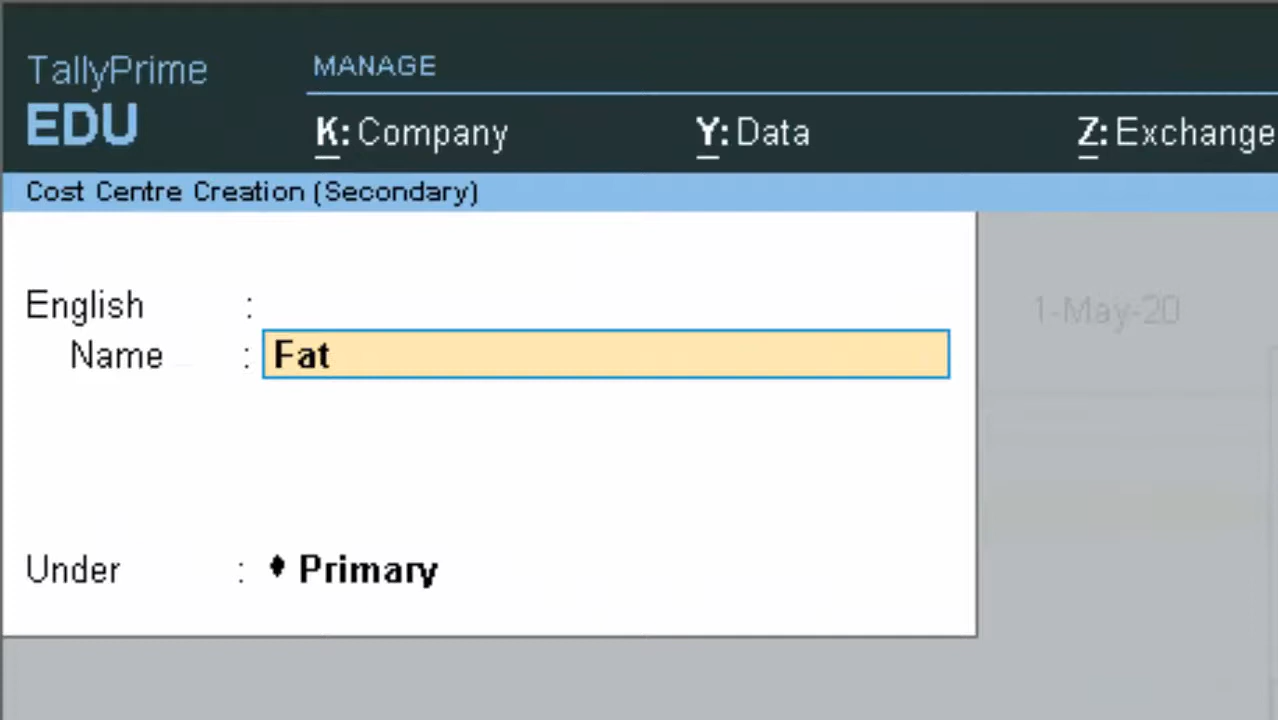 TallyPrime
EDU
MANAGE
K: Company
Y: Data
Z: Exchange
Cost Centre Creation (Secondary)
English :
1-May-20
Name : Fat
Under : ♦ Primary